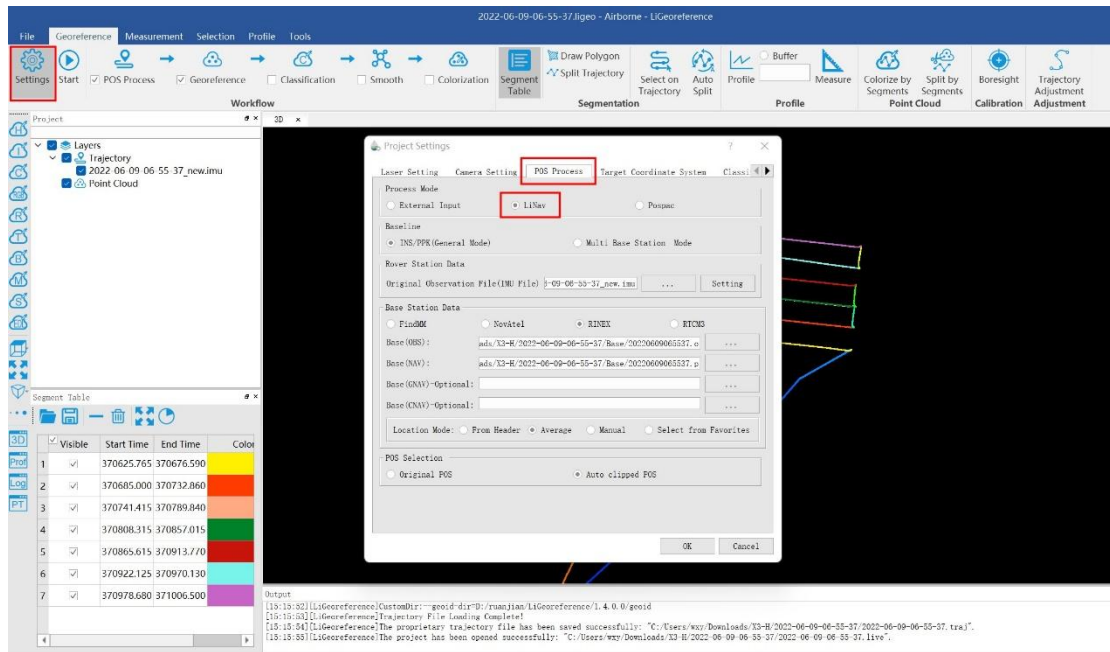 2022-06-09-06-55-37.ligeo - Airborne - LiGeoreference
File Georeference Measurement Selection Profile Tools
Settings Start POS Process Georeference Classification Smooth Colorization
Segment Table
Draw Polygon
Split Trajectory
Select on Trajectory
Auto Split
Profile
Buffer
Measure
Colorize by Segments
Split by Segments
Boresight
Trajectory Adjustment
Workflow Segmentation Profile Point Cloud Calibration Adjustment
Project
Layers
Trajectory
2022-06-09-06-55-37_new.imu
Point Cloud
3D
Project Settings
Laser Setting Camera Setting POS Process Target Coordinate System Classi
Process Mode
External Input LiNav Pospac
Baseline
INS/PPK(General Mode) Multi Base Station Mode
Rover Station Data
Original Observation File(IMU File) -09-06-55-37_new.imu ... Setting
Base Station Data
FindMM NovAtel RINEX RTCM3
Base(OBS): ads/X3-H/2022-06-09-06-55-37/Base/20220609065537.o ...
Base(NAV): ads/X3-H/2022-06-09-06-55-37/Base/20220609065537.p ...
Base(GNAV)-Optional: ...
Base(CNAV)-Optional: ...
Location Mode: From Header Average Manual Select from Favorites
POS Selection
Original POS Auto clipped POS
OK Cancel
Segment Table
Visible Start Time End Time Color
1 370625.765 370676.590
2 370685.000 370732.860
3 370741.415 370789.840
4 370808.315 370857.015
5 370865.615 370913.770
6 370922.125 370970.130
7 370978.680 371006.500
3D
Prof
Log
PT
Output
[15:15:52][LiGeoreference]CustomDir:--geoid-dir=D:/ruanjian/LiGeoreference/1.4.0.0/geoid
[15:15:53][LiGeoreference]Trajectory File Loading Complete!
[15:15:54][LiGeoreference]The proprietary trajectory file has been saved successfully: "C:/Users/wxy/Downloads/X3-H/2022-06-09-06-55-37/2022-06-09-06-55-37.traj".
[15:15:55][LiGeoreference]The project has been opened successfully: "C:/Users/wxy/Downloads/X3-H/2022-06-09-06-55-37/2022-06-09-06-55-37.live".